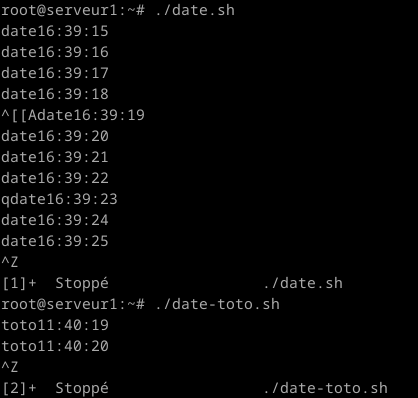 root@serveur1:~# ./date.sh
date16:39:15
date16:39:16
date16:39:17
date16:39:18
^[[Adate16:39:19
date16:39:20
date16:39:21
date16:39:22
qdate16:39:23
date16:39:24
date16:39:25
^Z
[1]+  Stoppé                 ./date.sh
root@serveur1:~# ./date-toto.sh
toto11:40:19
toto11:40:20
^Z
[2]+  Stoppé                 ./date-toto.sh